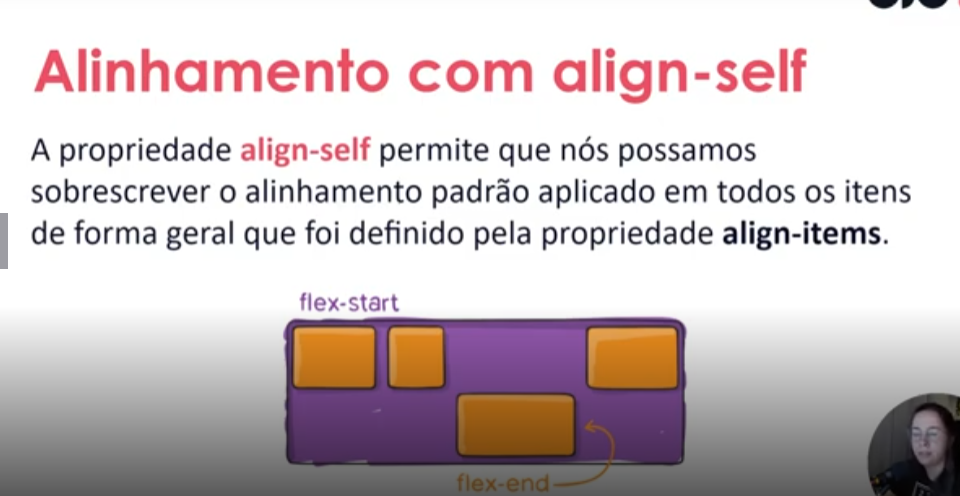 Alinhamento com align-self
A propriedade align-self permite que nós possamos
sobrescrever o alinhamento padrão aplicado em todos os itens
de forma geral que foi definido pela propriedade align-items.
flex-start
flex-end